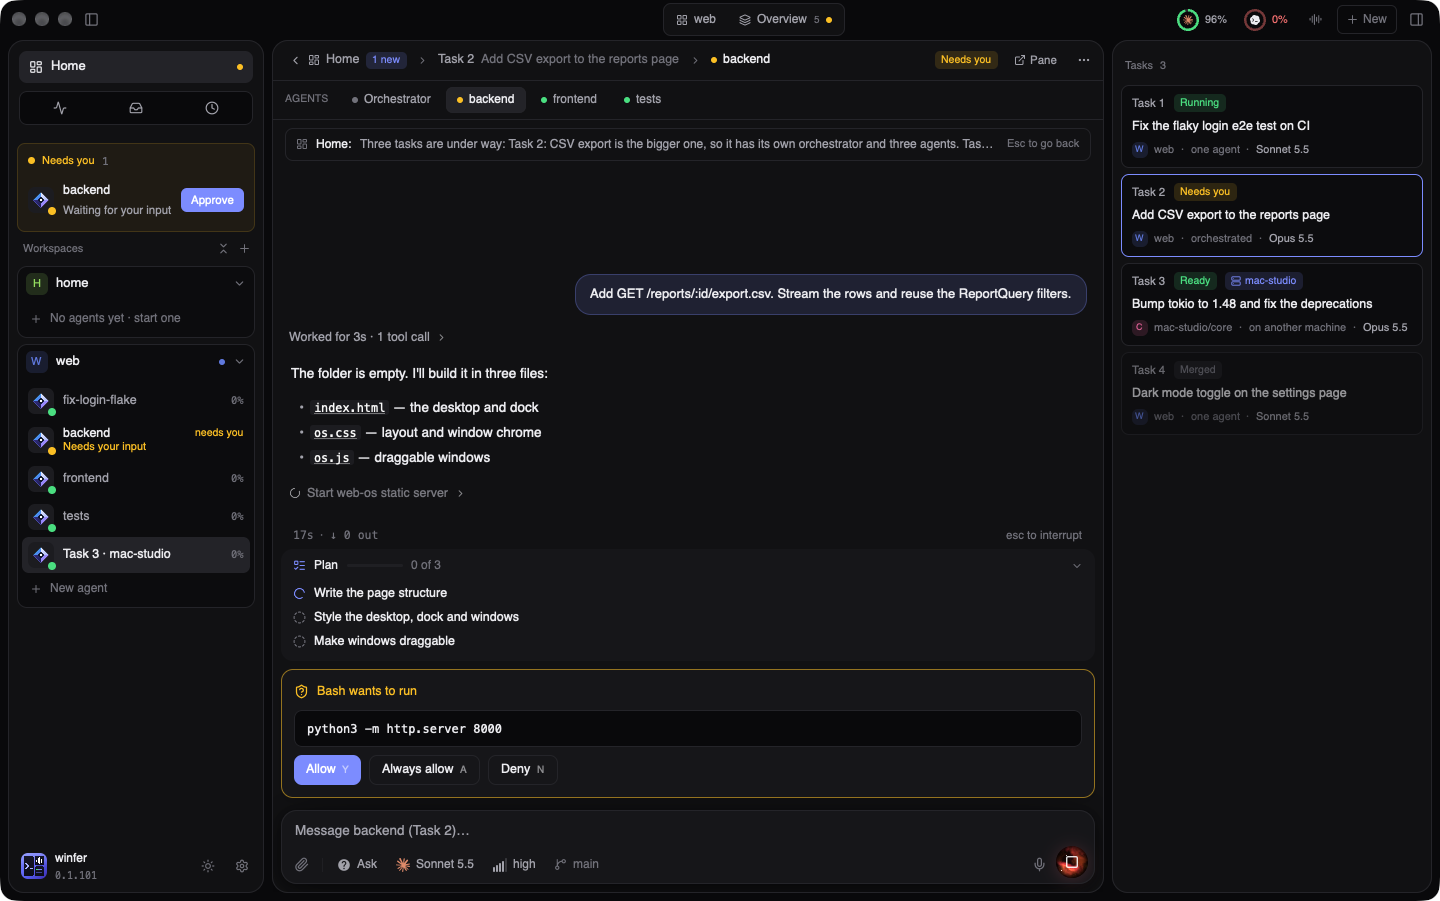 web
Overview 5
96%
0%
+ New
Home
Needs you 1
backend
Waiting for your input
Approve
Workspaces
H home
+ No agents yet · start one
W web
fix-login-flake 0%
backend needs you
Needs your input
frontend 0%
tests 0%
Task 3 · mac-studio 0%
+ New agent
winfer
0.1.101
Home 1 new > Task 2 Add CSV export to the reports page > backend
Needs you
Pane
AGENTS Orchestrator backend frontend tests
Home: Three tasks are under way: Task 2: CSV export is the bigger one, so it has its own orchestrator and three agents. Tas… Esc to go back
Add GET /reports/:id/export.csv. Stream the rows and reuse the ReportQuery filters.
Worked for 3s · 1 tool call >
The folder is empty. I'll build it in three files:
• index.html — the desktop and dock
• os.css — layout and window chrome
• os.js — draggable windows
Start web-os static server >
17s · ↓ 0 out esc to interrupt
Plan 0 of 3
Write the page structure
Style the desktop, dock and windows
Make windows draggable
Bash wants to run
python3 -m http.server 8000
Allow Y Always allow A Deny N
Message backend (Task 2)…
Ask Sonnet 5.5 high main
Tasks 3
Task 1 Running
Fix the flaky login e2e test on CI
W web · one agent · Sonnet 5.5
Task 2 Needs you
Add CSV export to the reports page
W web · orchestrated · Opus 5.5
Task 3 Ready mac-studio
Bump tokio to 1.48 and fix the deprecations
C mac-studio/core · on another machine · Opus 5.5
Task 4 Merged
Dark mode toggle on the settings page
W web · one agent · Sonnet 5.5